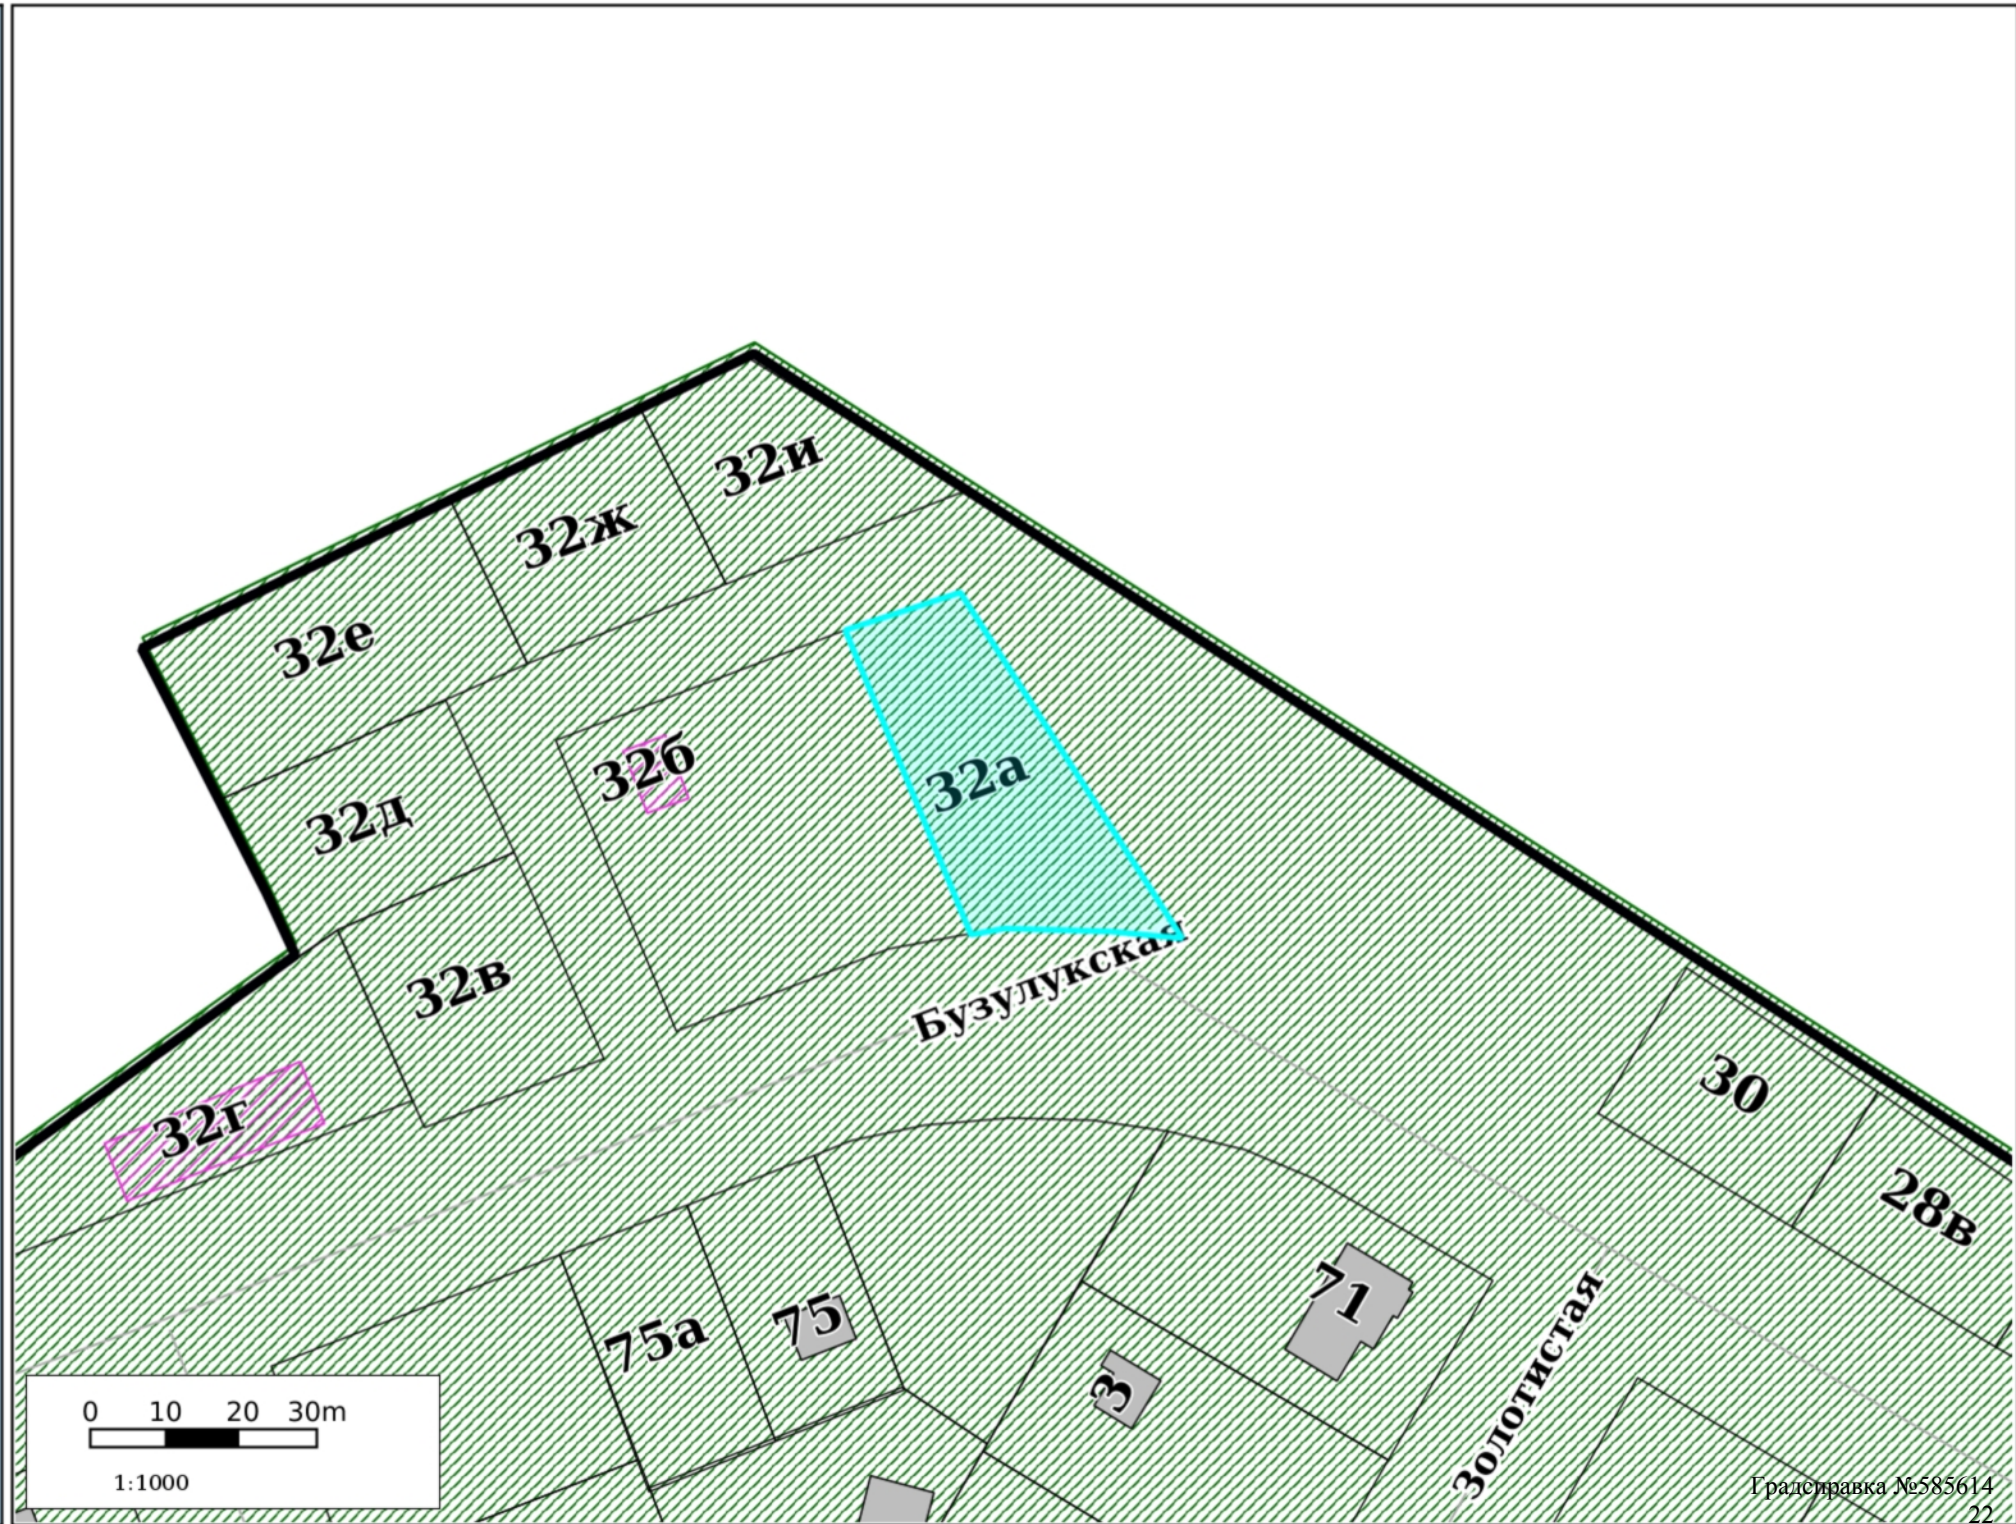 32и
32ж
32е
32б
32а
32д
Бузулукская
32в
30
32г
28в
71
75
75а
3
Золотистая
0 10 20 30m
1:1000
Градсправка №585614
22